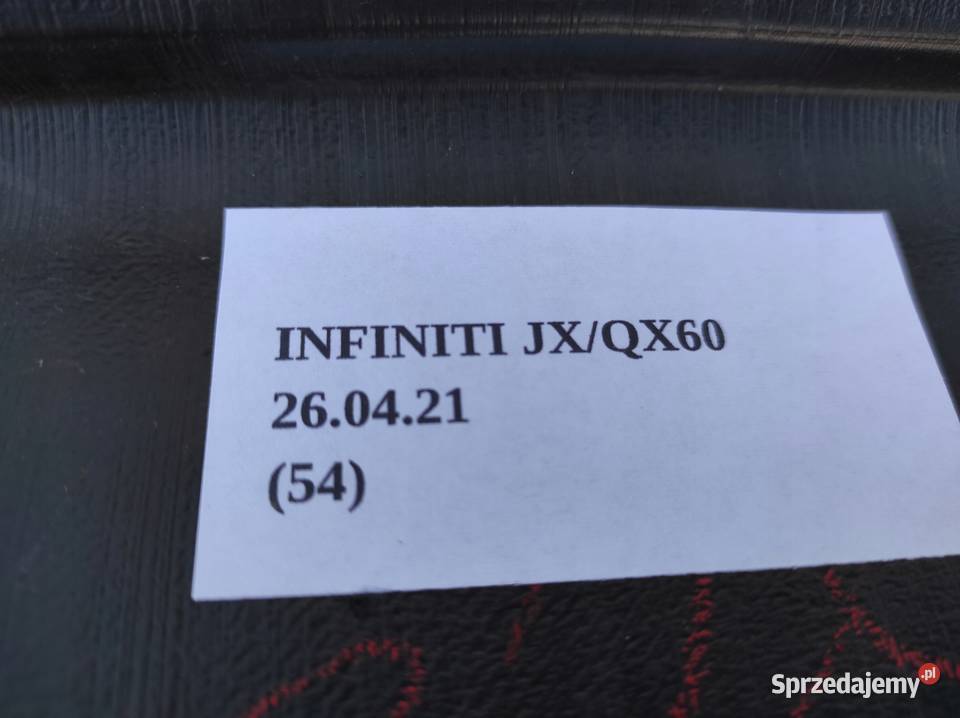 INFINITI JX/QX60
26.04.21
(54)
Sprzedajemy.pl